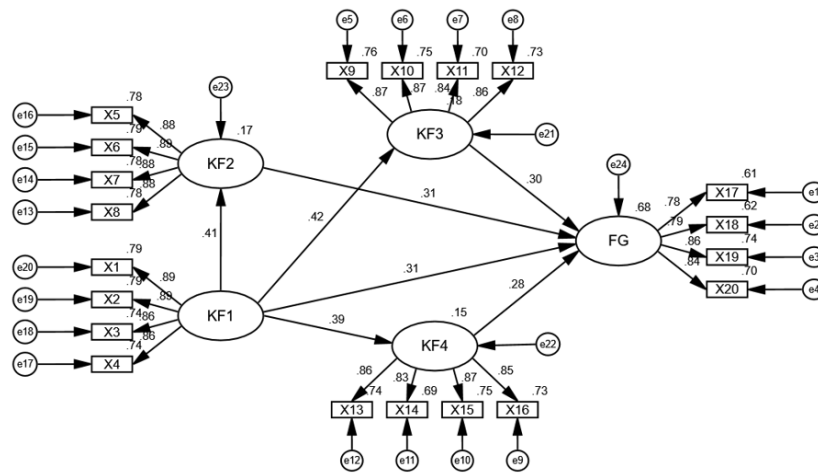 e5 e6 e7 e8
.76 .75 .70 .73
X9 X10 X11 X12
.87 .87 .84 .86
.18
KF3 e21
e23
.17
KF2
e16 X5 .78 .88
e15 X6 .79 .89
e14 X7 .78 .88
e13 X8 .78 .88
.41 .42 .31 .30
e24
.68
FG
.78 X17 .61 e1
.79 X18 .62 e2
.86 X19 .74 e3
.84 X20 .70 e4
e20 X1 .79 .89
e19 X2 .79 .89
e18 X3 .74 .86
e17 X4 .74 .86
KF1
.31
.39
.28
.15
KF4 e22
.86 .83 .87 .85
.74 .69 .75 .73
X13 X14 X15 X16
e12 e11 e10 e9